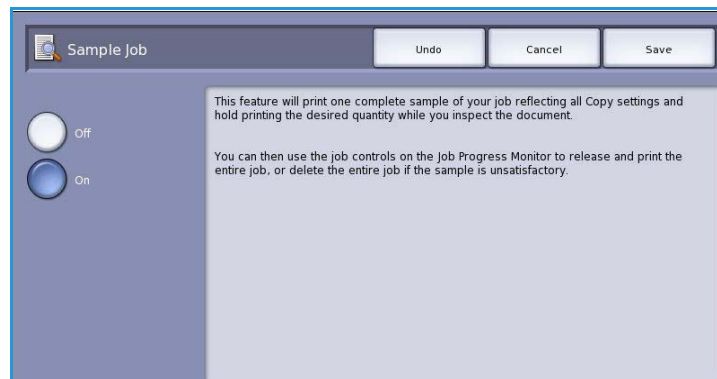 Sample Job
Undo
Cancel
Save
Off
On
This feature will print one complete sample of your job reflecting all Copy settings and
hold printing the desired quantity while you inspect the document.
You can then use the job controls on the Job Progress Monitor to release and print the
entire job, or delete the entire job if the sample is unsatisfactory.